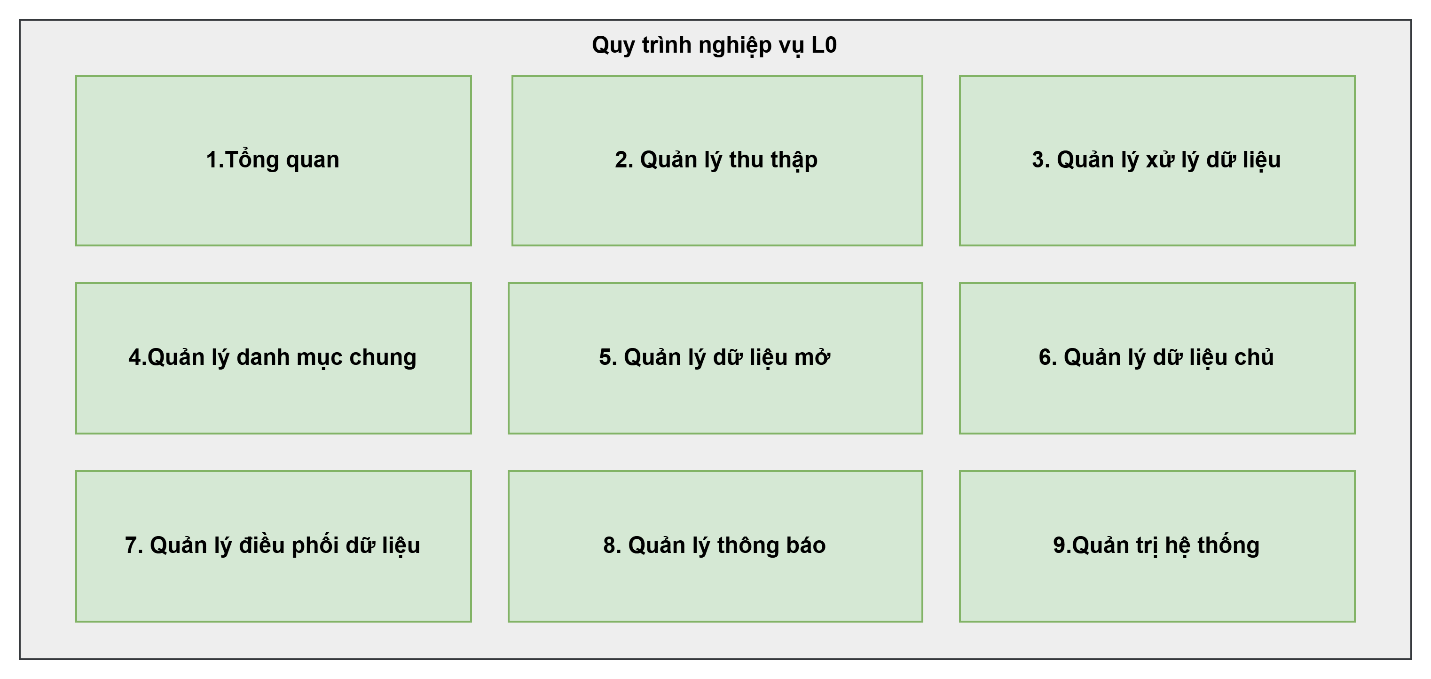 Quy trình nghiệp vụ L0
1.Tổng quan
2. Quản lý thu thập
3. Quản lý xử lý dữ liệu
4.Quản lý danh mục chung
5. Quản lý dữ liệu mở
6. Quản lý dữ liệu chủ
7. Quản lý điều phối dữ liệu
8. Quản lý thông báo
9.Quản trị hệ thống